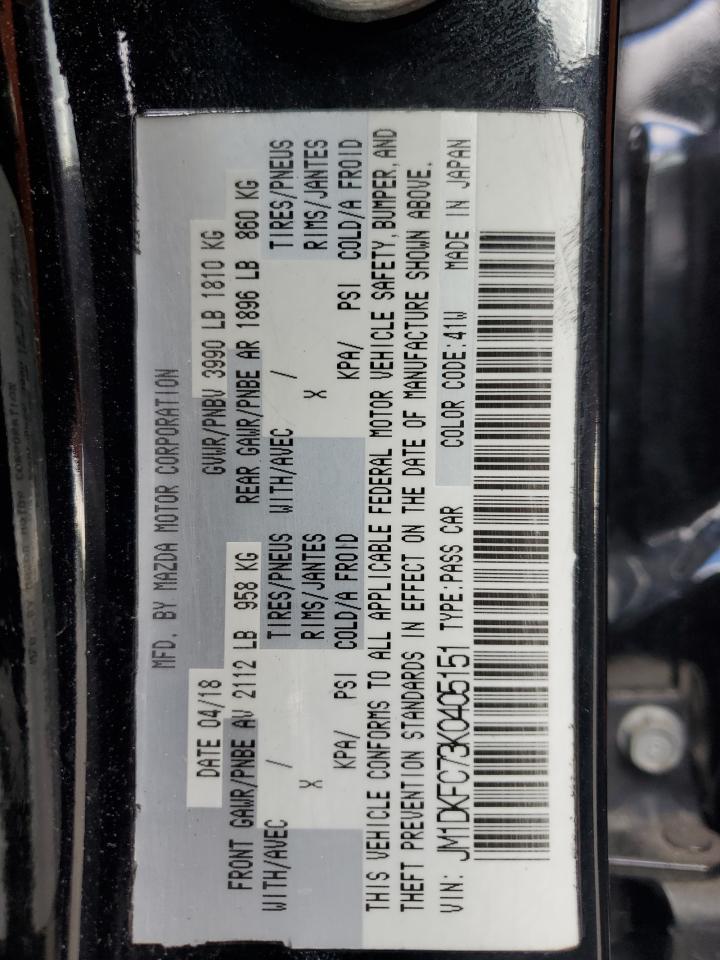 MFD. BY MAZDA MOTOR CORPORATION
DATE 04/18 GVWR/PNBV 3990 LB 1810 KG
FRONT GAWR/PNBE AV 2112 LB 958 KG REAR GAWR/PNBE AR 1896 LB 860 KG
WITH/AVEC / TIRES/PNEUS WITH/AVEC / TIRES/PNEUS
X RIMS/JANTES X RIMS/JANTES
KPA/ PSI COLD/A FROID KPA/ PSI COLD/A FROID
THIS VEHICLE CONFORMS TO ALL APPLICABLE FEDERAL MOTOR VEHICLE SAFETY, BUMPER, AND
THEFT PREVENTION STANDARDS IN EFFECT ON THE DATE OF MANUFACTURE SHOWN ABOVE.
VIN: JM1DKFC73K0405151 TYPE:PASS CAR COLOR CODE:41W MADE IN JAPAN